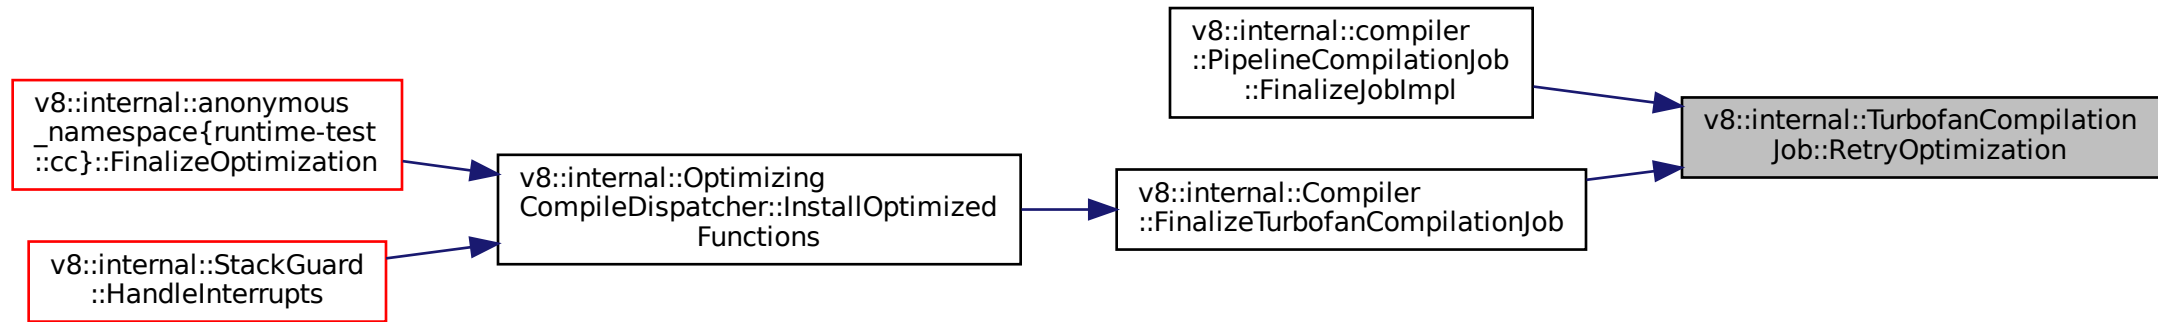 v8::internal::anonymous
_namespace{runtime-test
::cc}::FinalizeOptimization
v8::internal::StackGuard
::HandleInterrupts
v8::internal::Optimizing
CompileDispatcher::InstallOptimized
Functions
v8::internal::compiler
::PipelineCompilationJob
::FinalizeJobImpl
v8::internal::Compiler
::FinalizeTurbofanCompilationJob
v8::internal::TurbofanCompilation
Job::RetryOptimization